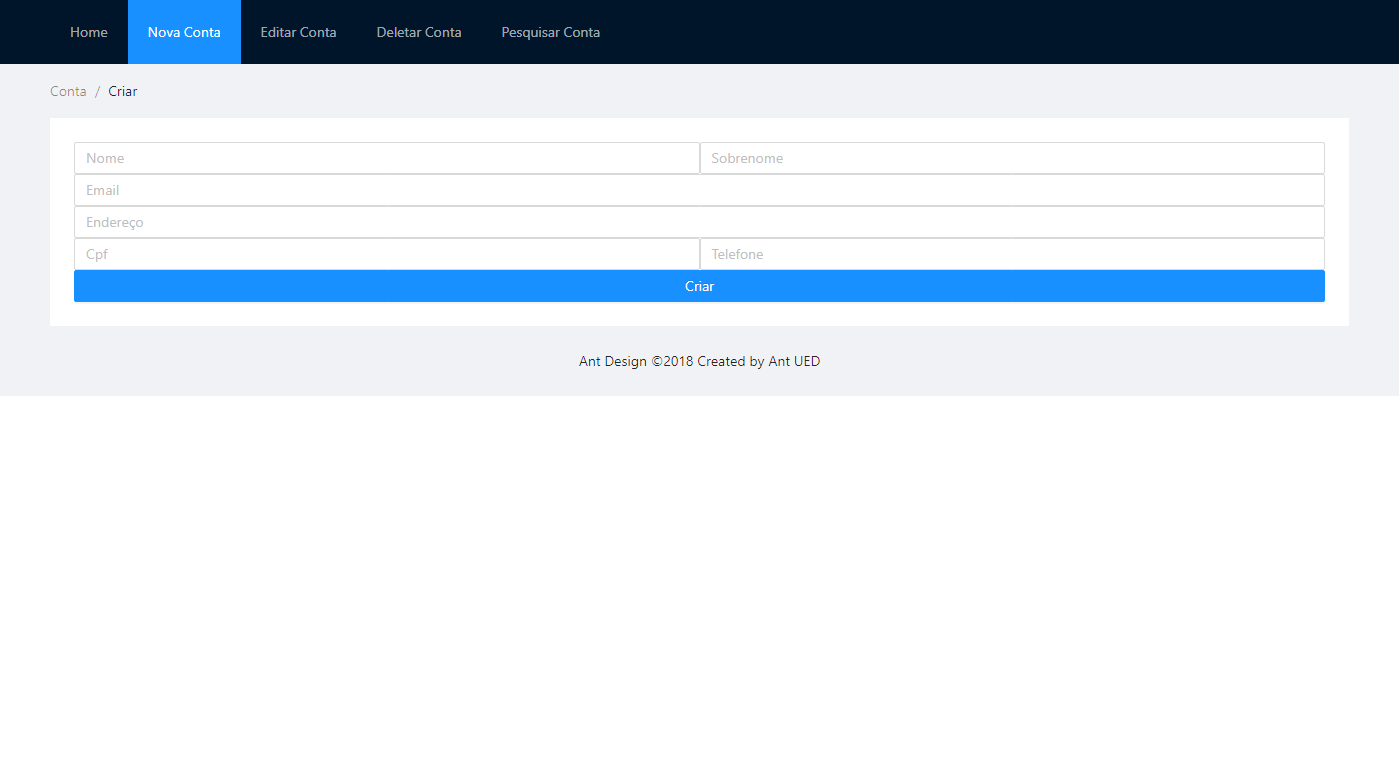 Home Nova Conta Editar Conta Deletar Conta Pesquisar Conta
Conta / Criar
Nome Sobrenome
Email
Endereço
Cpf Telefone
Criar
Ant Design ©2018 Created by Ant UED